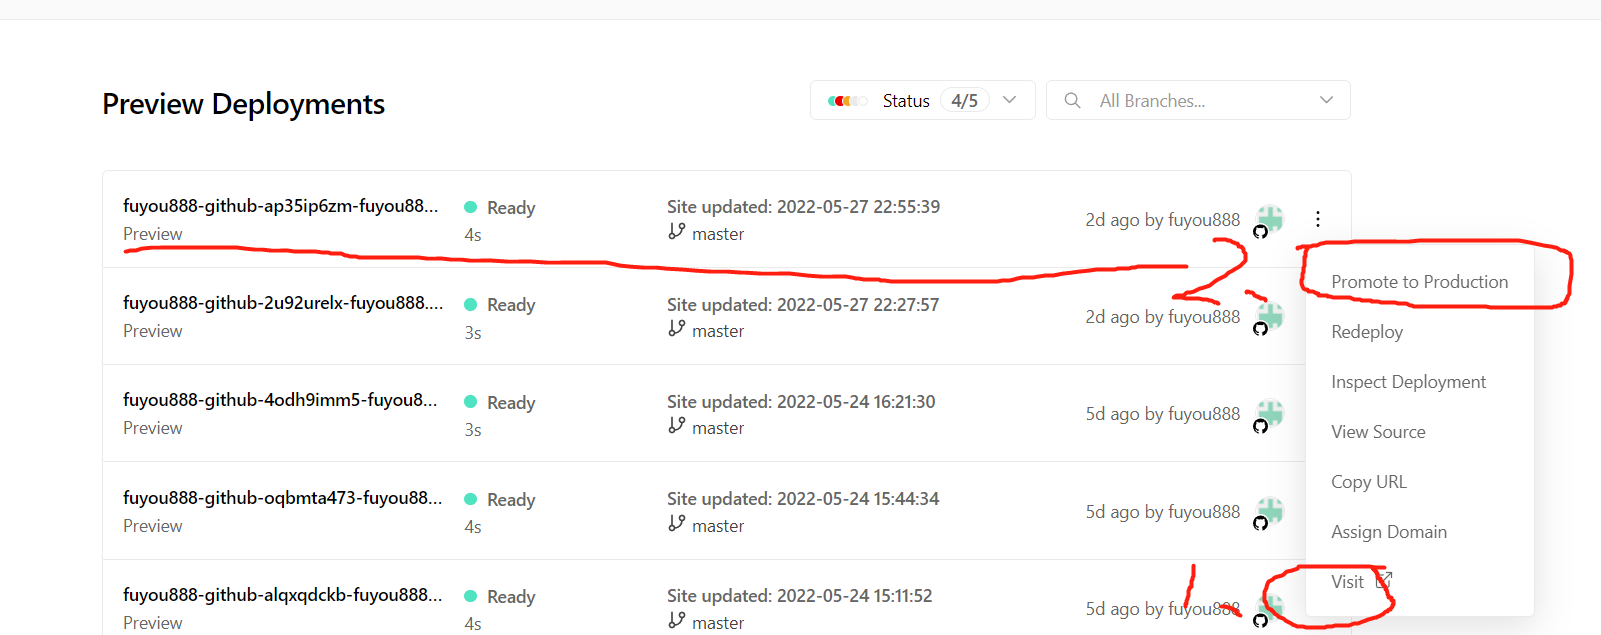 Preview Deployments
Status 4/5
All Branches...
fuyou888-github-ap35ip6zm-fuyou88...
Ready
Site updated: 2022-05-27 22:55:39
Preview
4s
master
2d ago by fuyou888
2、
Promote to Production
fuyou888-github-2u92urelx-fuyou888....
Ready
Site updated: 2022-05-27 22:27:57
Preview
3s
master
2d ago by fuyou888
Redeploy
Inspect Deployment
fuyou888-github-4odh9imm5-fuyou8...
Ready
Site updated: 2022-05-24 16:21:30
Preview
3s
master
5d ago by fuyou888
View Source
Copy URL
fuyou888-github-oqbmta473-fuyou88...
Ready
Site updated: 2022-05-24 15:44:34
Preview
4s
master
5d ago by fuyou888
Assign Domain
1、
Visit
fuyou888-github-alqxqdckb-fuyou888...
Ready
Site updated: 2022-05-24 15:11:52
Preview
4s
master
5d ago by fuyou888